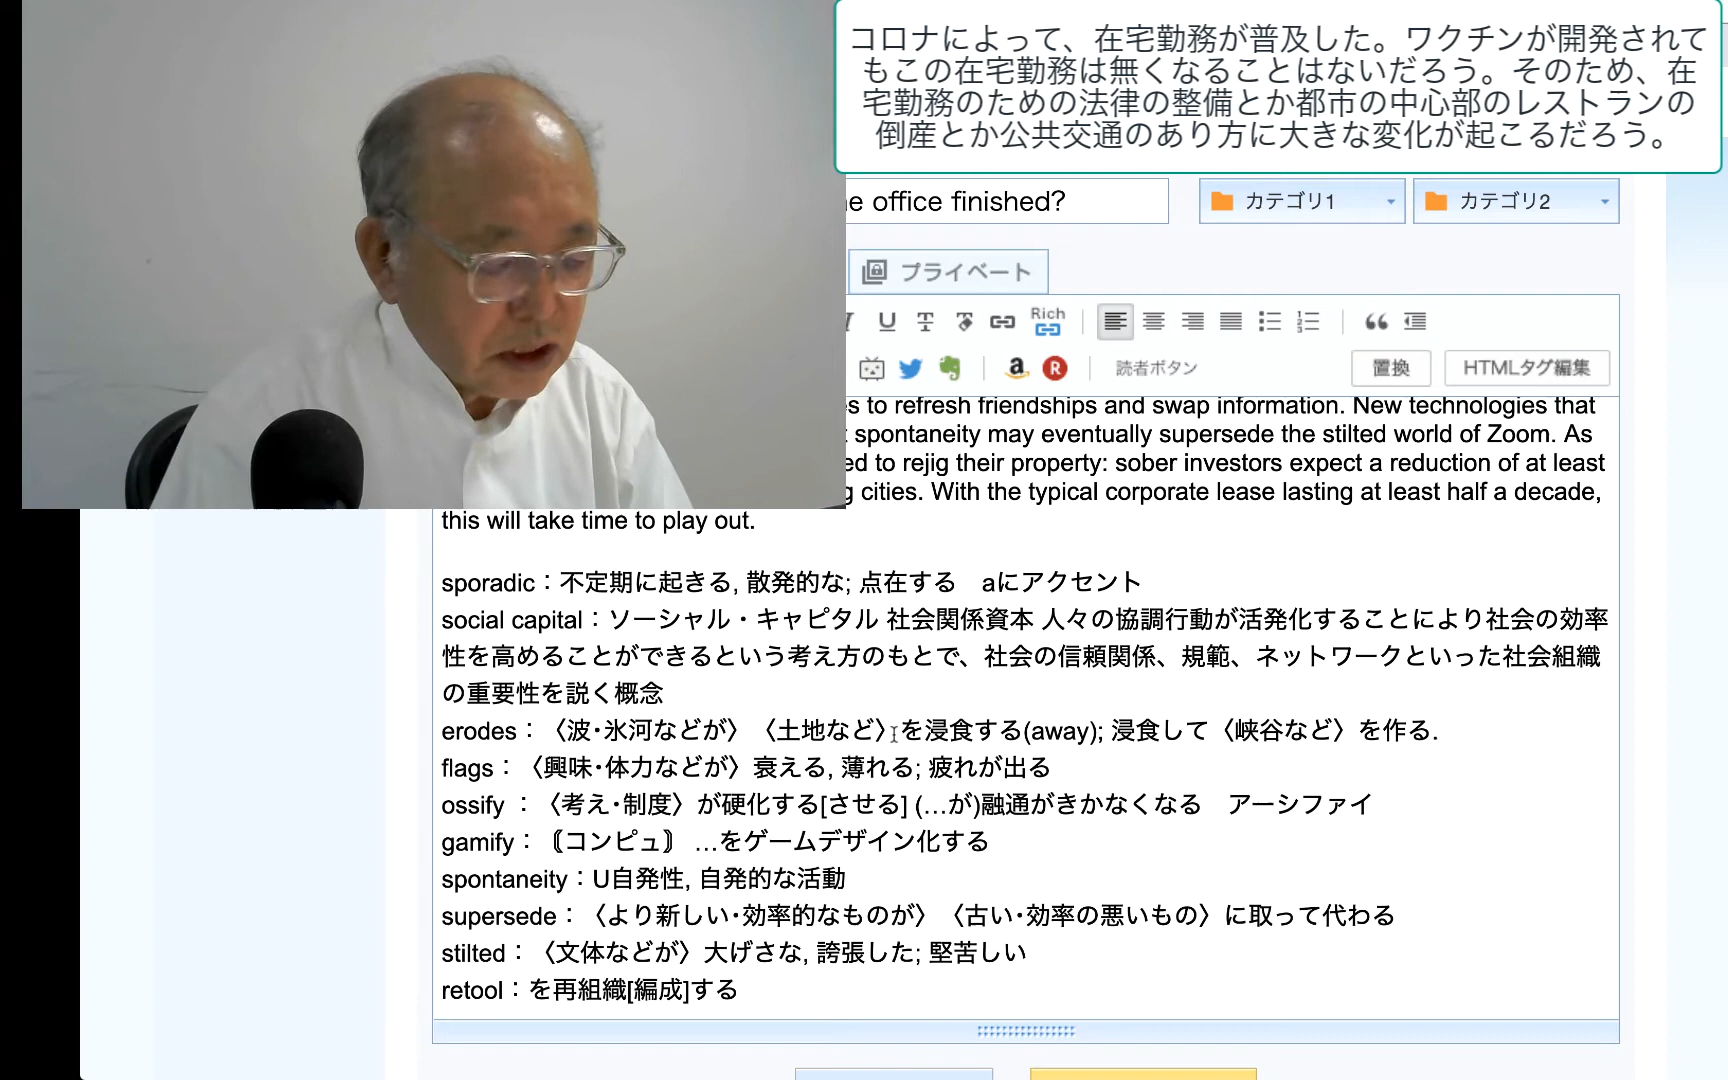 コロナによって、在宅勤務が普及した。ワクチンが開発されて
もこの在宅勤務は無くなることはないだろう。そのため、在
宅勤務のための法律の整備とか都市の中心部のレストランの
倒産とか公共交通のあり方に大きな変化が起こるだろう。
e office finished?
カテゴリ1
カテゴリ2
プライベート
Rich
読者ボタン
置換
HTMLタグ編集
s to refresh friendships and swap information. New technologies that
spontaneity may eventually supersede the stilted world of Zoom. As
ed to rejig their property: sober investors expect a reduction of at least
g cities. With the typical corporate lease lasting at least half a decade,
this will take time to play out.
sporadic：不定期に起きる, 散発的な; 点在する　aにアクセント
social capital：ソーシャル・キャピタル 社会関係資本 人々の協調行動が活発化することにより社会の効率
性を高めることができるという考え方のもとで、社会の信頼関係、規範、ネットワークといった社会組織
の重要性を説く概念
erodes：〈波･氷河などが〉〈土地など〉を浸食する(away); 浸食して〈峡谷など〉を作る.
flags：〈興味･体力などが〉衰える, 薄れる; 疲れが出る
ossify ：〈考え･制度〉が硬化する[させる] (…が)融通がきかなくなる　アーシファイ
gamify：⟪コンピュ⟫ …をゲームデザイン化する
spontaneity：U自発性, 自発的な活動
supersede：〈より新しい･効率的なものが〉〈古い･効率の悪いもの〉に取って代わる
stilted：〈文体などが〉大げさな, 誇張した; 堅苦しい
retool：を再組織[編成]する